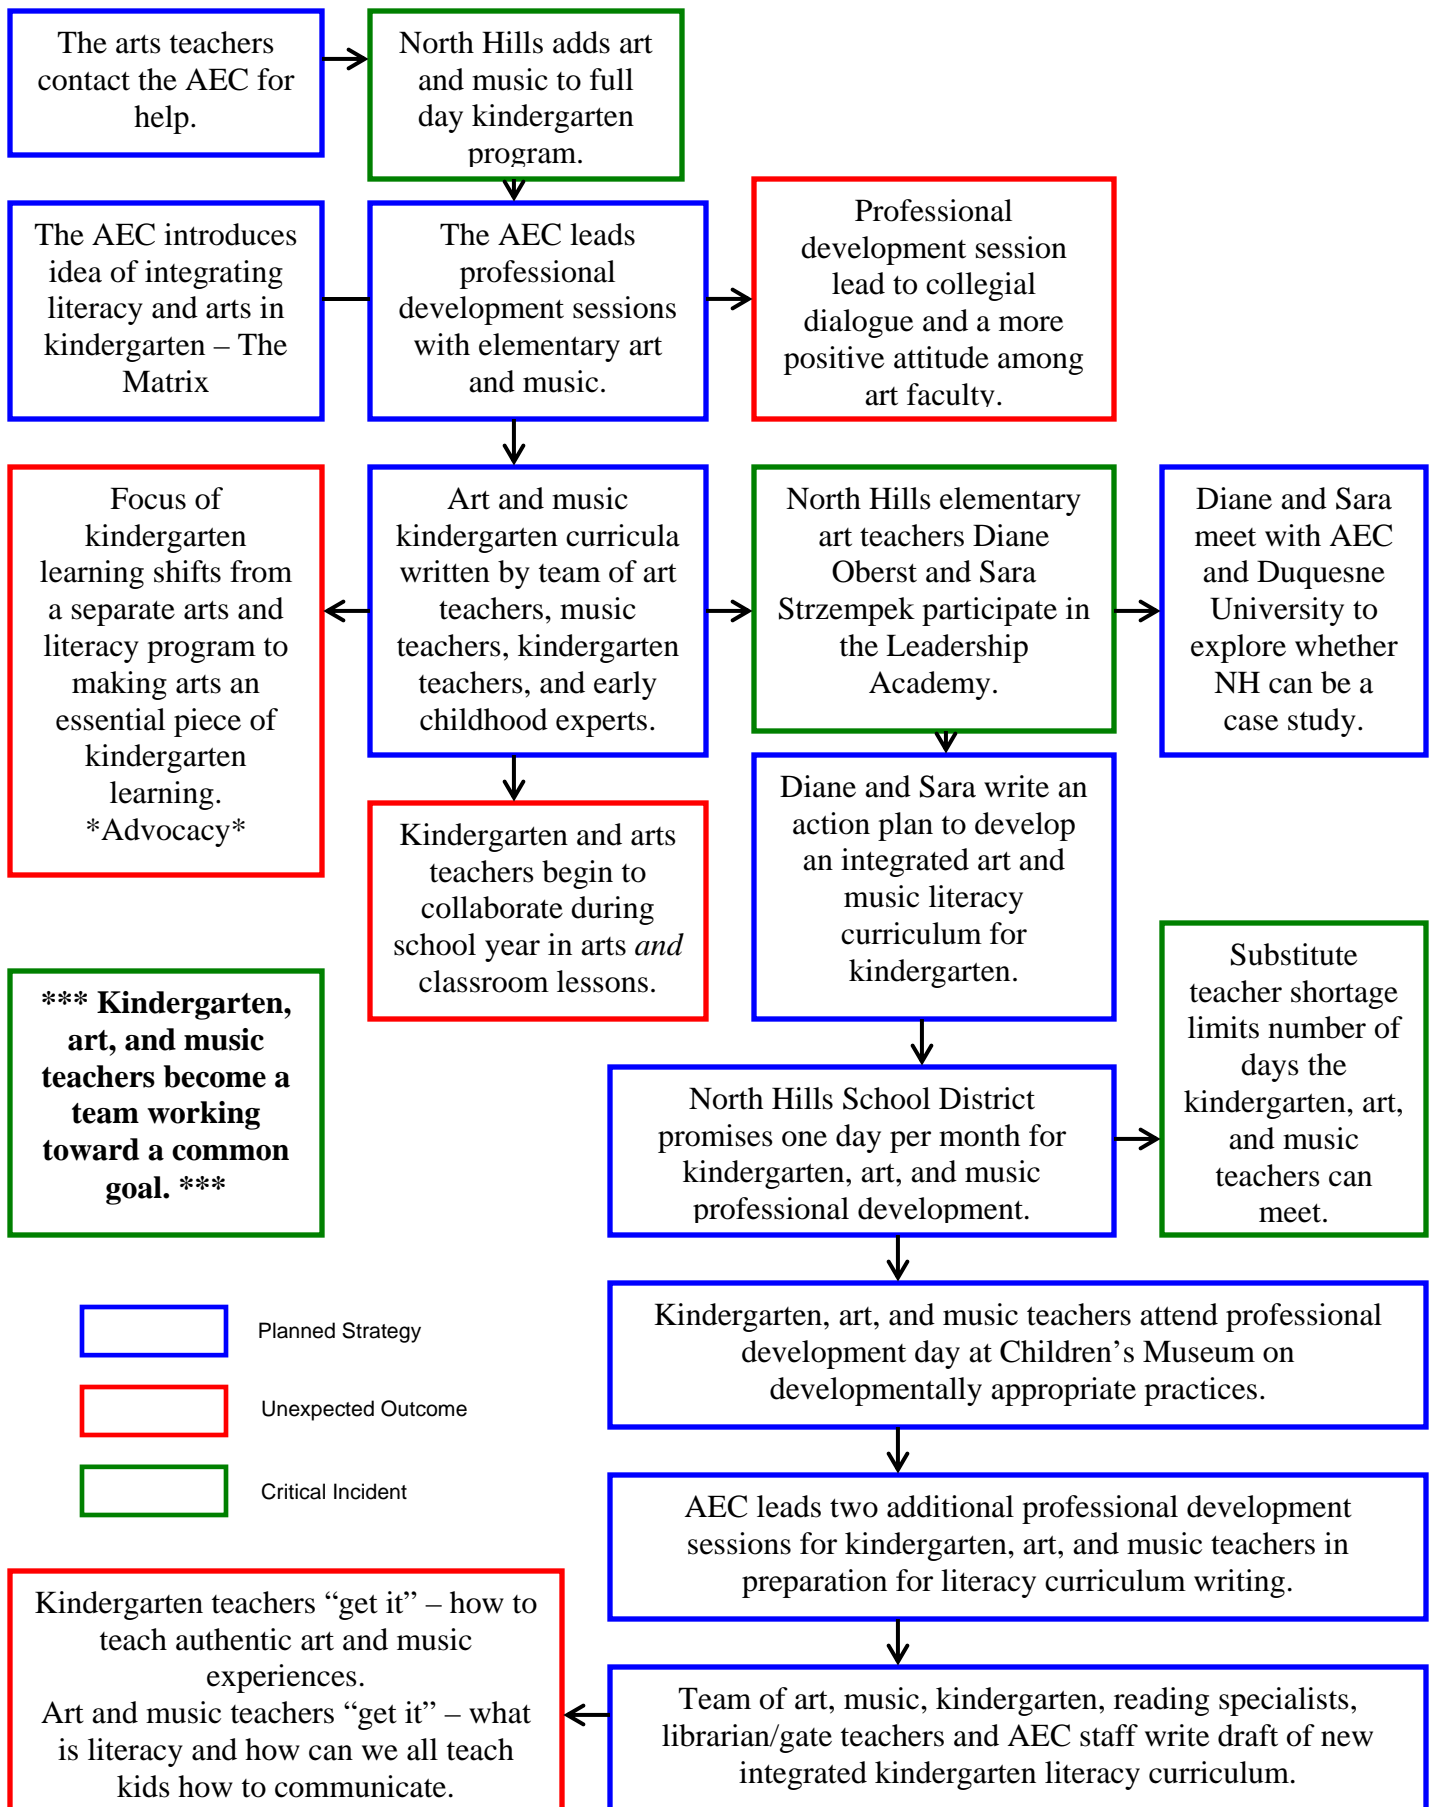 The arts teachers
contact the AEC for
help.
North Hills adds art
and music to full
day kindergarten
program.
The AEC introduces
idea of integrating
literacy and arts in
kindergarten – The
Matrix
The AEC leads
professional
development sessions
with elementary art
and music.
Professional
development session
lead to collegial
dialogue and a more
positive attitude among
art faculty.
Focus of
kindergarten
learning shifts from
a separate arts and
literacy program to
making arts an
essential piece of
kindergarten
learning.
*Advocacy*
Art and music
kindergarten curricula
written by team of art
teachers, music
teachers, kindergarten
teachers, and early
childhood experts.
North Hills elementary
art teachers Diane
Oberst and Sara
Strzempek participate in
the Leadership
Academy.
Diane and Sara
meet with AEC
and Duquesne
University to
explore whether
NH can be a
case study.
Kindergarten and arts
teachers begin to
collaborate during
school year in arts and
classroom lessons.
Diane and Sara write an
action plan to develop
an integrated art and
music literacy
curriculum for
kindergarten.
Substitute
teacher shortage
limits number of
days the
kindergarten, art,
and music
teachers can
meet.
*** Kindergarten,
art, and music
teachers become a
team working
toward a common
goal. ***
North Hills School District
promises one day per month for
kindergarten, art, and music
professional development.
Planned Strategy
Unexpected Outcome
Critical Incident
Kindergarten, art, and music teachers attend professional
development day at Children’s Museum on
developmentally appropriate practices.
AEC leads two additional professional development
sessions for kindergarten, art, and music teachers in
preparation for literacy curriculum writing.
Kindergarten teachers “get it” – how to
teach authentic art and music
experiences.
Art and music teachers “get it” – what
is literacy and how can we all teach
kids how to communicate.
Team of art, music, kindergarten, reading specialists,
librarian/gate teachers and AEC staff write draft of new
integrated kindergarten literacy curriculum.